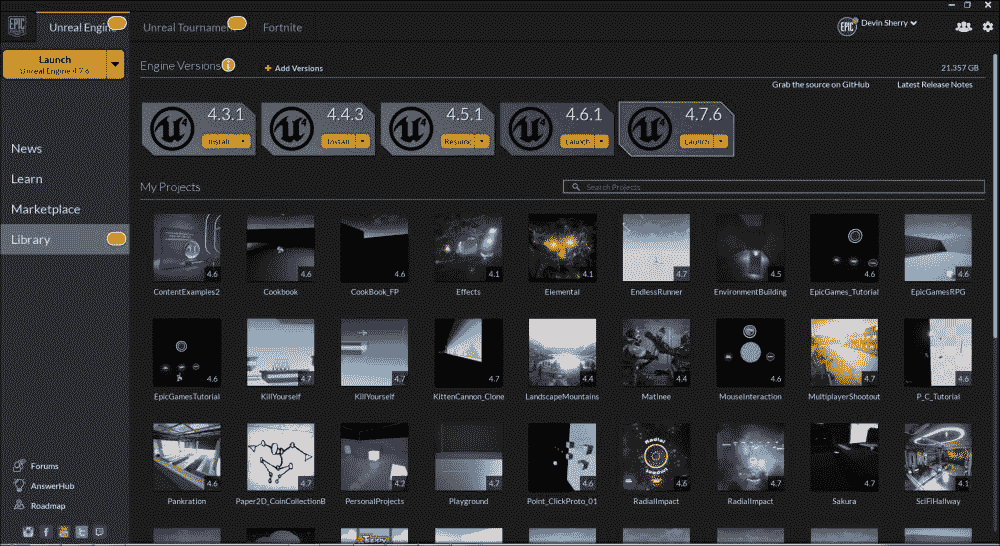 EPIC GAMES
Unreal Engine
Unreal Tournament
Fortnite
Devin Sherry
Launch
Unreal Engine 4.7.6
News
Learn
Marketplace
Library
Forums
AnswerHub
Roadmap
Engine Versions
+ Add Versions
21.357 GB
Grab the source on GitHub
Latest Release Notes
4.3.1 4.4.3 4.5.1 4.6.1 4.7.6
Install Install Resume Launch Launch
My Projects
Search Projects
4.6 4.6 4.6 4.1 4.1 4.7 4.5 4.6 4.6
ContentExamples2 Cookbook CookBook_FP Effects Elemental EndlessRunner EnvironmentBuilding EpicGames_Tutorial EpicGamesRPG
4.6 4.7 4.7 4.7 4.4 4.4 4.6 4.6 4.6
EpicGamesTutorial KillYourself KillYourself KittenCannon_Clone LandscapeMountains Matinee MouseInteraction MultiplayerShootout P_C_Tutorial
4.6 4.7 4.2 4.7 4.6 4.6 4.7 4.7 4.1
Pankration Paper2D_CoinCollectionB PersonalProjects Playground Point_ClickProto_01 RadialImpact RadialImpact Sakura SciFiHallway